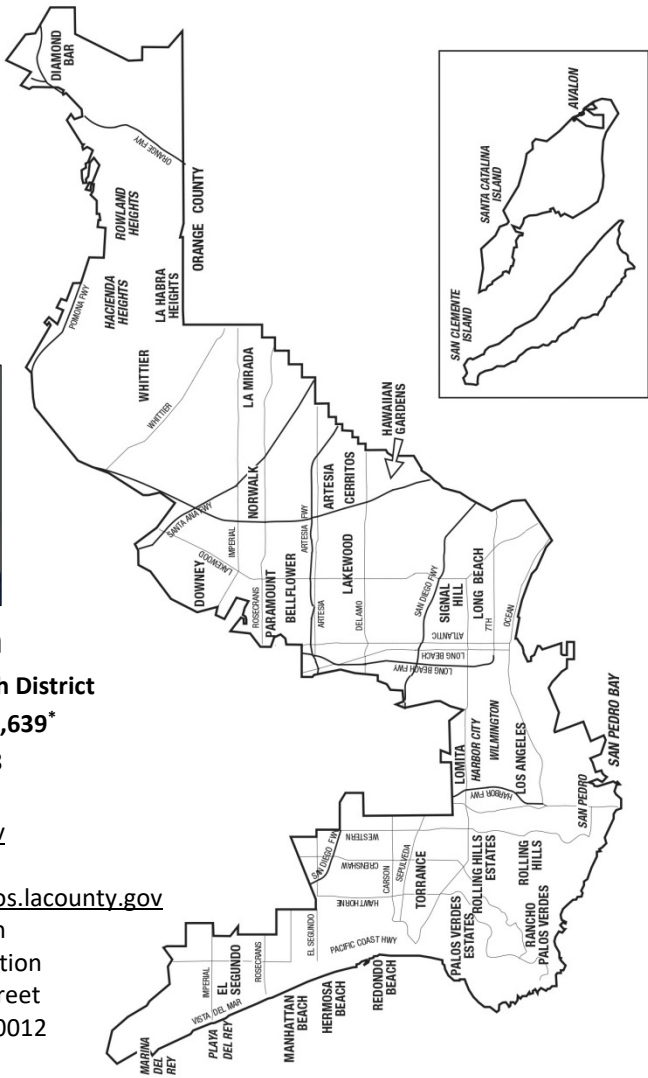 h District
,639*
os.lacounty.gov
tion
reet
0012
DIAMOND
BAR
ORANGE FWY
ROWLAND
HEIGHTS
HACIENDA
HEIGHTS
POMONA FWY
LA HABRA
HEIGHTS
ORANGE COUNTY
WHITTIER
WHITTIER
LA MIRADA
NORWALK
SANTA ANA FWY
IMPERIAL
LAKEWOOD
DOWNEY
ROSECRANS
PARAMOUNT
BELLFLOWER
ARTESIA FWY
ARTESIA
CERRITOS
ARTESIA
LAKEWOOD
DEL AMO
HAWAIIAN
GARDENS
SAN DIEGO FWY
SIGNAL
HILL
LONG BEACH
ATLANTIC
LONG BEACH
LONG BEACH FWY
7TH
OCEAN
LOMITA
HARBOR CITY
WILMINGTON
LOS ANGELES
HARBOR FWY
SAN PEDRO
SAN PEDRO BAY
SAN DIEGO FWY
WESTERN
CRENSHAW
HAWTHORNE
CARSON
SEPULVEDA
TORRANCE
EL SEGUNDO
PACIFIC COAST HWY
ROLLING HILLS
ESTATES
ROLLING
HILLS
PALOS VERDES
ESTATES
RANCHO
PALOS VERDES
IMPERIAL
EL
SEGUNDO
ROSECRANS
VISTA DEL MAR
MARINA
DEL
REY
PLAYA
DEL REY
MANHATTAN
BEACH
HERMOSA
BEACH
REDONDO
BEACH
AVALON
SANTA CATALINA
ISLAND
SAN CLEMENTE
ISLAND